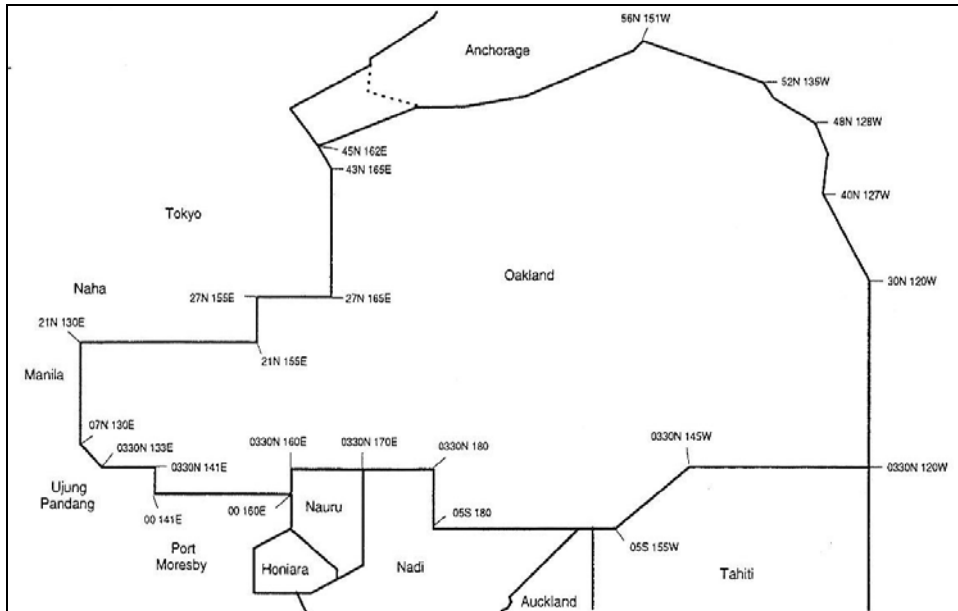 56N 151W
Anchorage
52N 135W
48N 128W
45N 162E
43N 165E
40N 127W
Tokyo
Oakland
30N 120W
Naha
27N 155E
27N 165E
21N 130E
21N 155E
Manila
07N 130E
0330N 133E
0330N 160E
0330N 170E
0330N 180
0330N 145W
0330N 141E
0330N 120W
Ujung
Pandang
00 141E
00 160E
Nauru
05S 180
05S 155W
Port
Moresby
Honiara
Nadi
Tahiti
Auckland